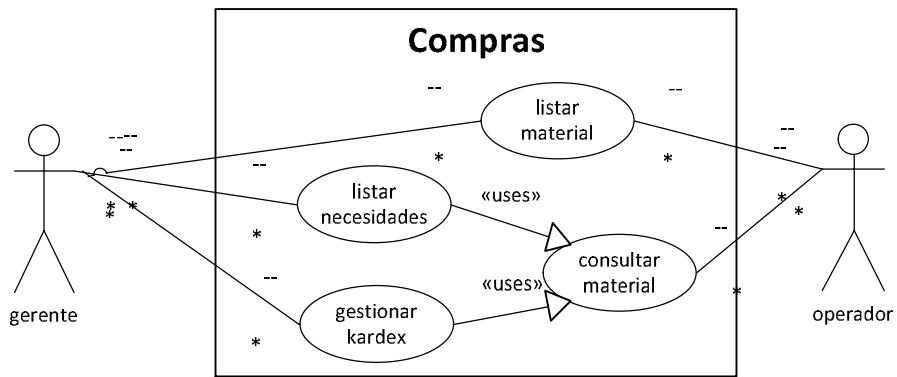 Compras
--
--
listar
material
--
--
--
--
--
--
*
*
listar
necesidades
«uses»
*
*
*
*
*
*
--
consultar
material
--
«uses»
*
gestionar
kardex
*
gerente
operador